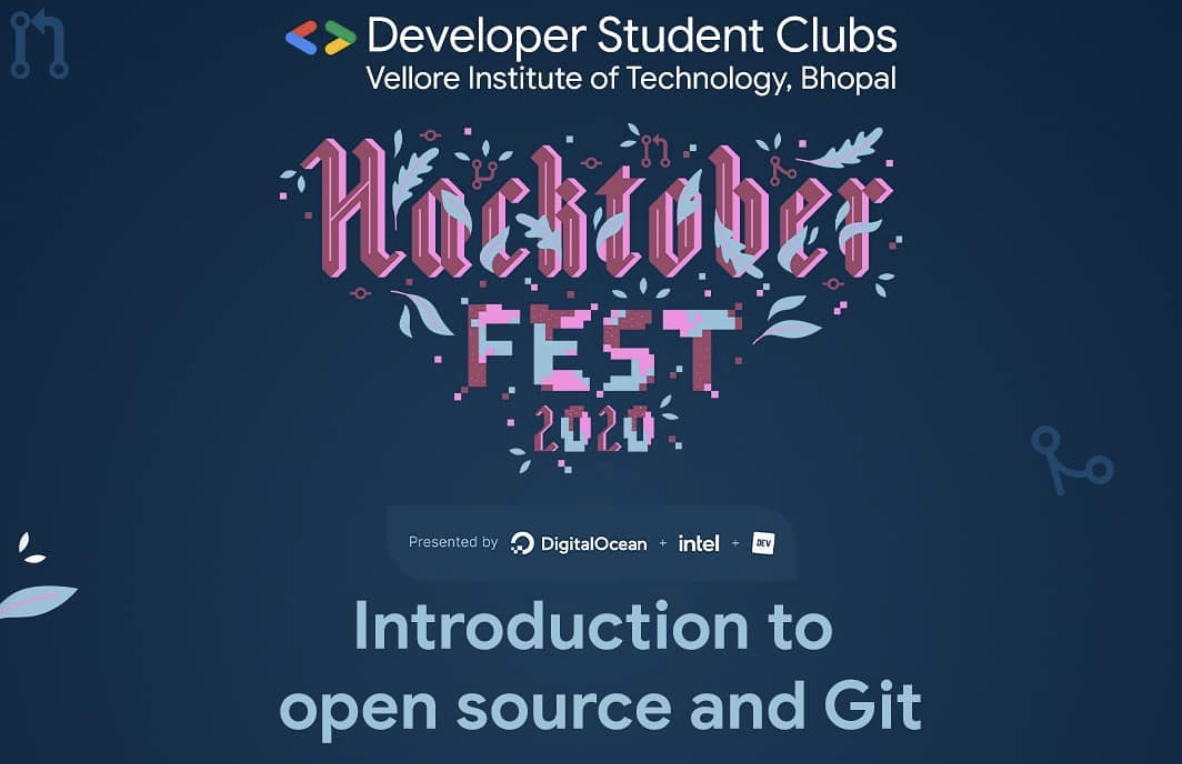 Developer Student Clubs
Vellore Institute of Technology, Bhopal
Hacktober
FEST
2020
Presented by DigitalOcean + intel + DEV
Introduction to
open source and Git